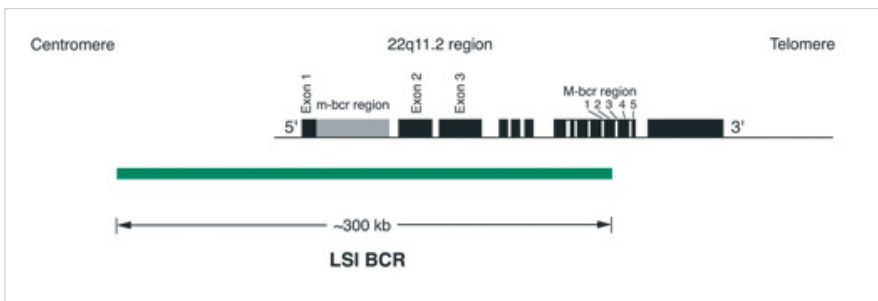 Centromere 22q11.2 region Telomere
Exon 1
m-bcr region
Exon 2
Exon 3
M-bcr region
1 2 3 4 5
5' 3'
~300 kb
LSI BCR